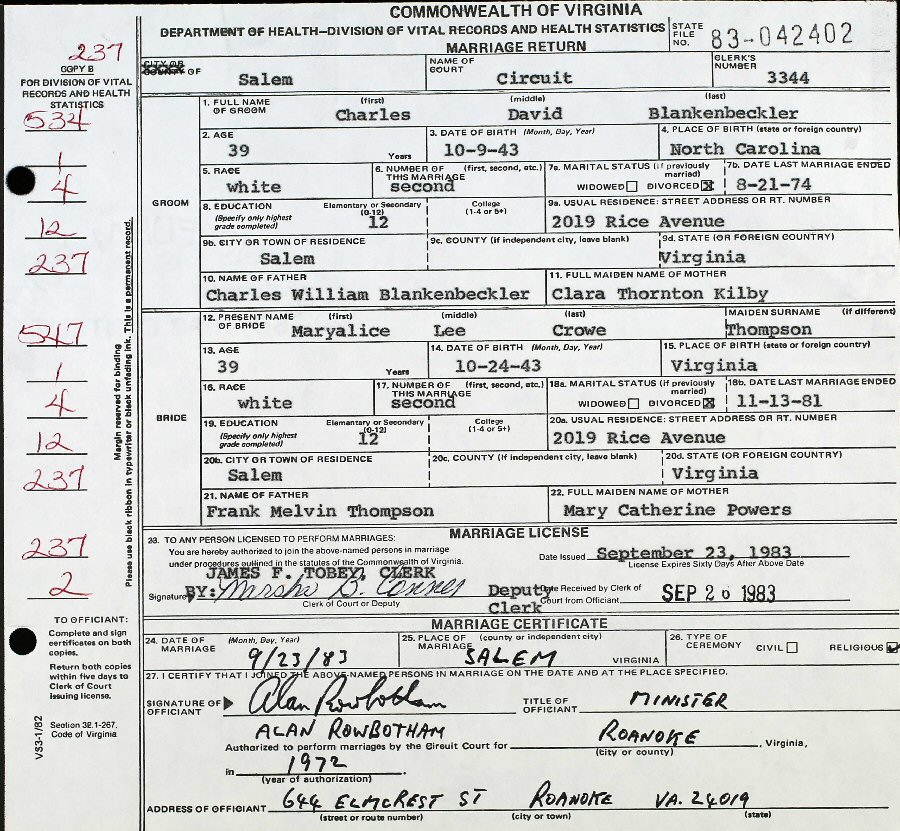 COMMONWEALTH OF VIRGINIA
DEPARTMENT OF HEALTH—DIVISION OF VITAL RECORDS AND HEALTH STATISTICS
MARRIAGE RETURN
STATE FILE NO. 83-042402
237
COPY B
FOR DIVISION OF VITAL RECORDS AND HEALTH STATISTICS
534
1
4
12
237
547
1
4
12
237
237
2
Margin reserved for binding
Please use black ribbon in typewriter or black unfading ink. This is a permanent record.
TO OFFICIAL:
Complete and sign certificates on both copies.
Return both copies within five days to Clerk of Court issuing license.
Section 32.1-267. Code of Virginia
VS3-1/82
CITY OR COUNTY OF Salem
NAME OF COURT Circuit
CLERK'S NUMBER 3344
GROOM
1. FULL NAME OF GROOM (first) Charles (middle) David (last) Blankenbeckler
2. AGE 39 Years
3. DATE OF BIRTH (Month, Day, Year) 10-9-43
4. PLACE OF BIRTH (state or foreign country) North Carolina
5. RACE white
6. NUMBER OF THIS MARRIAGE (first, second, etc.) second
7a. MARITAL STATUS (if previously married) WIDOWED DIVORCED X
7b. DATE LAST MARRIAGE ENDED 8-21-74
8. EDUCATION (Specify only highest grade completed) Elementary or Secondary (0-12) 12 College (1-4 or 5+)
9a. USUAL RESIDENCE: STREET ADDRESS OR RT. NUMBER 2019 Rice Avenue
9b. CITY OR TOWN OF RESIDENCE Salem
9c. COUNTY (if independent city, leave blank)
9d. STATE (OR FOREIGN COUNTRY) Virginia
10. NAME OF FATHER Charles William Blankenbeckler
11. FULL MAIDEN NAME OF MOTHER Clara Thornton Kilby
BRIDE
12. PRESENT NAME OF BRIDE (first) Maryalice (middle) Lee (last) Crowe MAIDEN SURNAME (if different) Thompson
13. AGE 39 Years
14. DATE OF BIRTH (Month, Day, Year) 10-24-43
15. PLACE OF BIRTH (state or foreign country) Virginia
16. RACE white
17. NUMBER OF THIS MARRIAGE (first, second, etc.) second
18a. MARITAL STATUS (if previously married) WIDOWED DIVORCED X
18b. DATE LAST MARRIAGE ENDED 11-13-81
19. EDUCATION (Specify only highest grade completed) Elementary or Secondary (0-12) 12 College (1-4 or 5+)
20a. USUAL RESIDENCE: STREET ADDRESS OR RT. NUMBER 2019 Rice Avenue
20b. CITY OR TOWN OF RESIDENCE Salem
20c. COUNTY (if independent city, leave blank)
20d. STATE (OR FOREIGN COUNTRY) Virginia
21. NAME OF FATHER Frank Melvin Thompson
22. FULL MAIDEN NAME OF MOTHER Mary Catherine Powers
MARRIAGE LICENSE
23. TO ANY PERSON LICENSED TO PERFORM MARRIAGES:
You are hereby authorized to join the above-named persons in marriage
under procedures outlined in the statutes of the Commonwealth of Virginia.
Date Issued September 23, 1983
License Expires Sixty Days After Above Date
JAMES F. TOBEY, CLERK
Signature BY: Deputy Clerk
Clerk of Court or Deputy
Date Received by Clerk of Court from Official SEP 26 1983
MARRIAGE CERTIFICATE
24. DATE OF MARRIAGE (Month, Day, Year) 9/23/83
25. PLACE OF MARRIAGE (county or independent city) SALEM VIRGINIA
26. TYPE OF CEREMONY CIVIL RELIGIOUS
27. I CERTIFY THAT I JOINED THE ABOVE-NAMED PERSONS IN MARRIAGE ON THE DATE AND AT THE PLACE SPECIFIED.
SIGNATURE OF OFFICIANT Alan Rowbotham
TITLE OF OFFICIANT MINISTER
ALAN ROWBOTHAM
Authorized to perform marriages by the Circuit Court for ROANOKE (city or county), Virginia,
in 1972 (year of authorization).
ADDRESS OF OFFICIANT 644 ELMCREST ST ROANOKE VA. 24019
(street or route number) (city or town) (state)